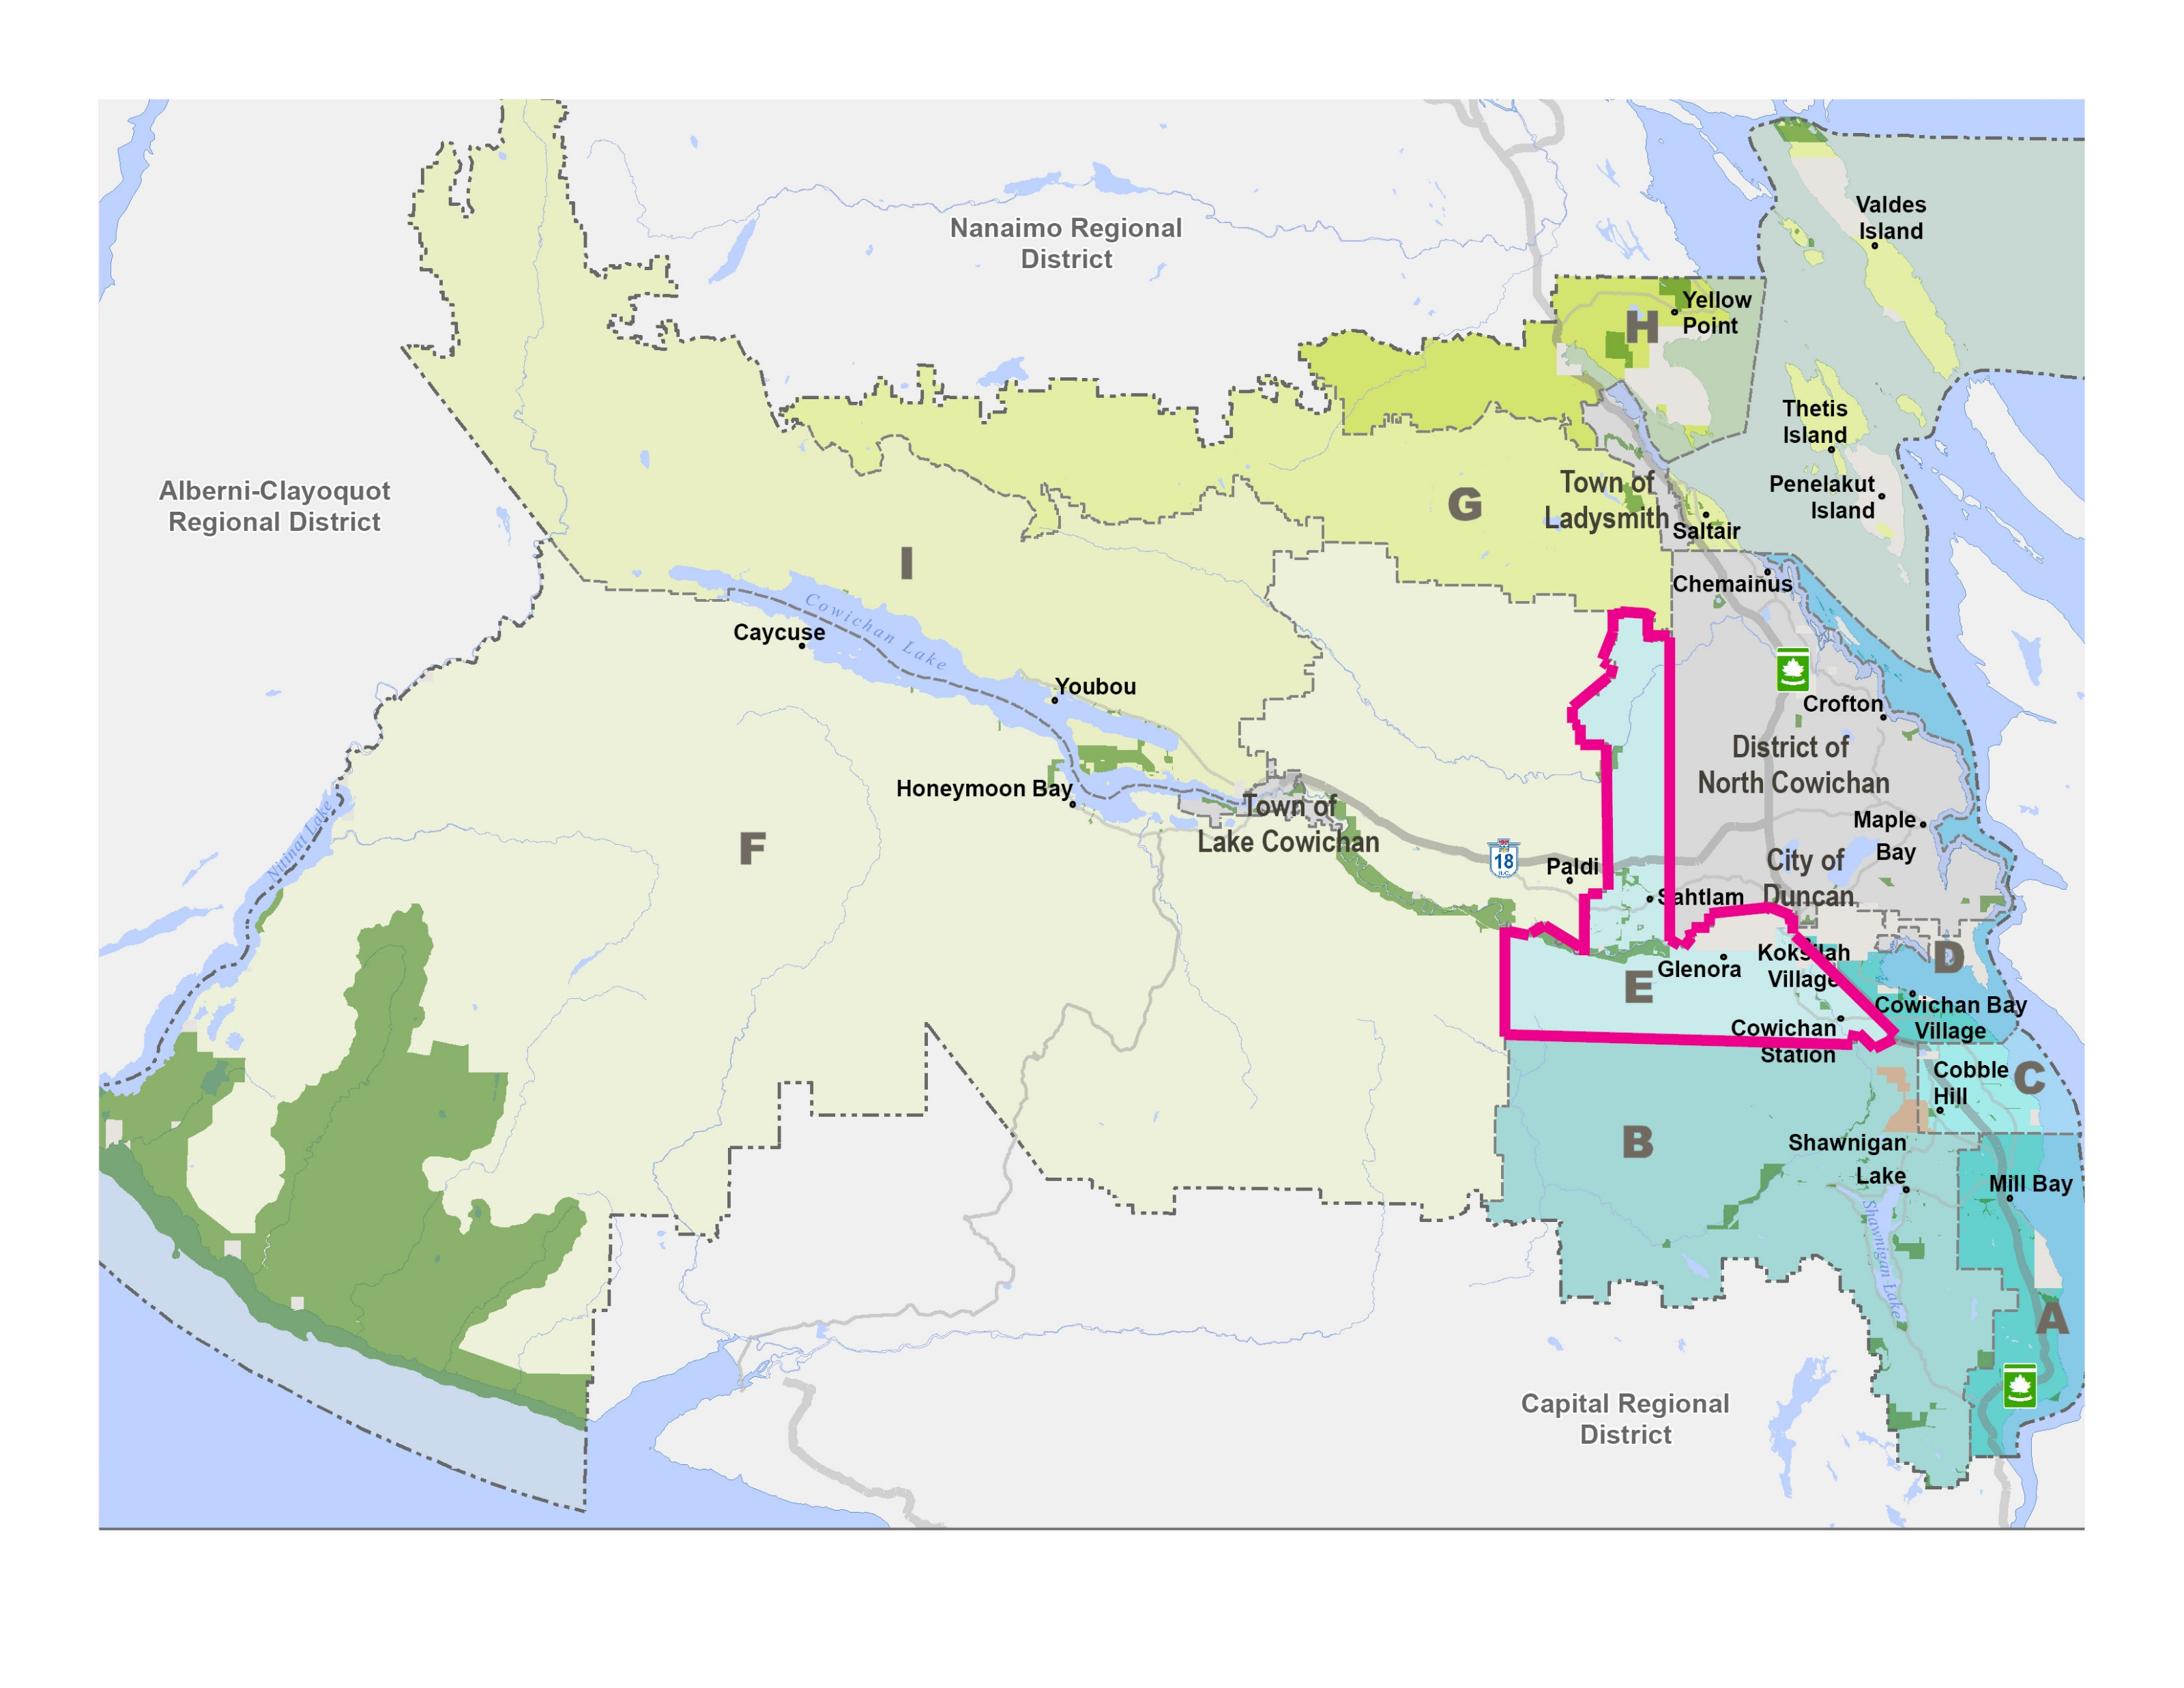 Valdes
Island
Nanaimo Regional
District
Yellow
Point
H
Thetis
Island
Town of
Ladysmith
Penelakut
Island
G
Saltair
Alberni-Clayoquot
Regional District
I
Chemainus
Cowichan Lake
Caycuse
Youbou
Crofton
District of
North Cowichan
Honeymoon Bay
Town of
Lake Cowichan
Maple
Bay
Nitinat Lake
F
18
B.C.
Paldi
City of
Duncan
Sahtlam
Koksilah
Village
D
Glenora
E
Cowichan Bay
Village
Cowichan
Station
Cobble
Hill
C
B
Shawnigan
Lake
Mill Bay
Shawnigan Lake
A
Capital Regional
District